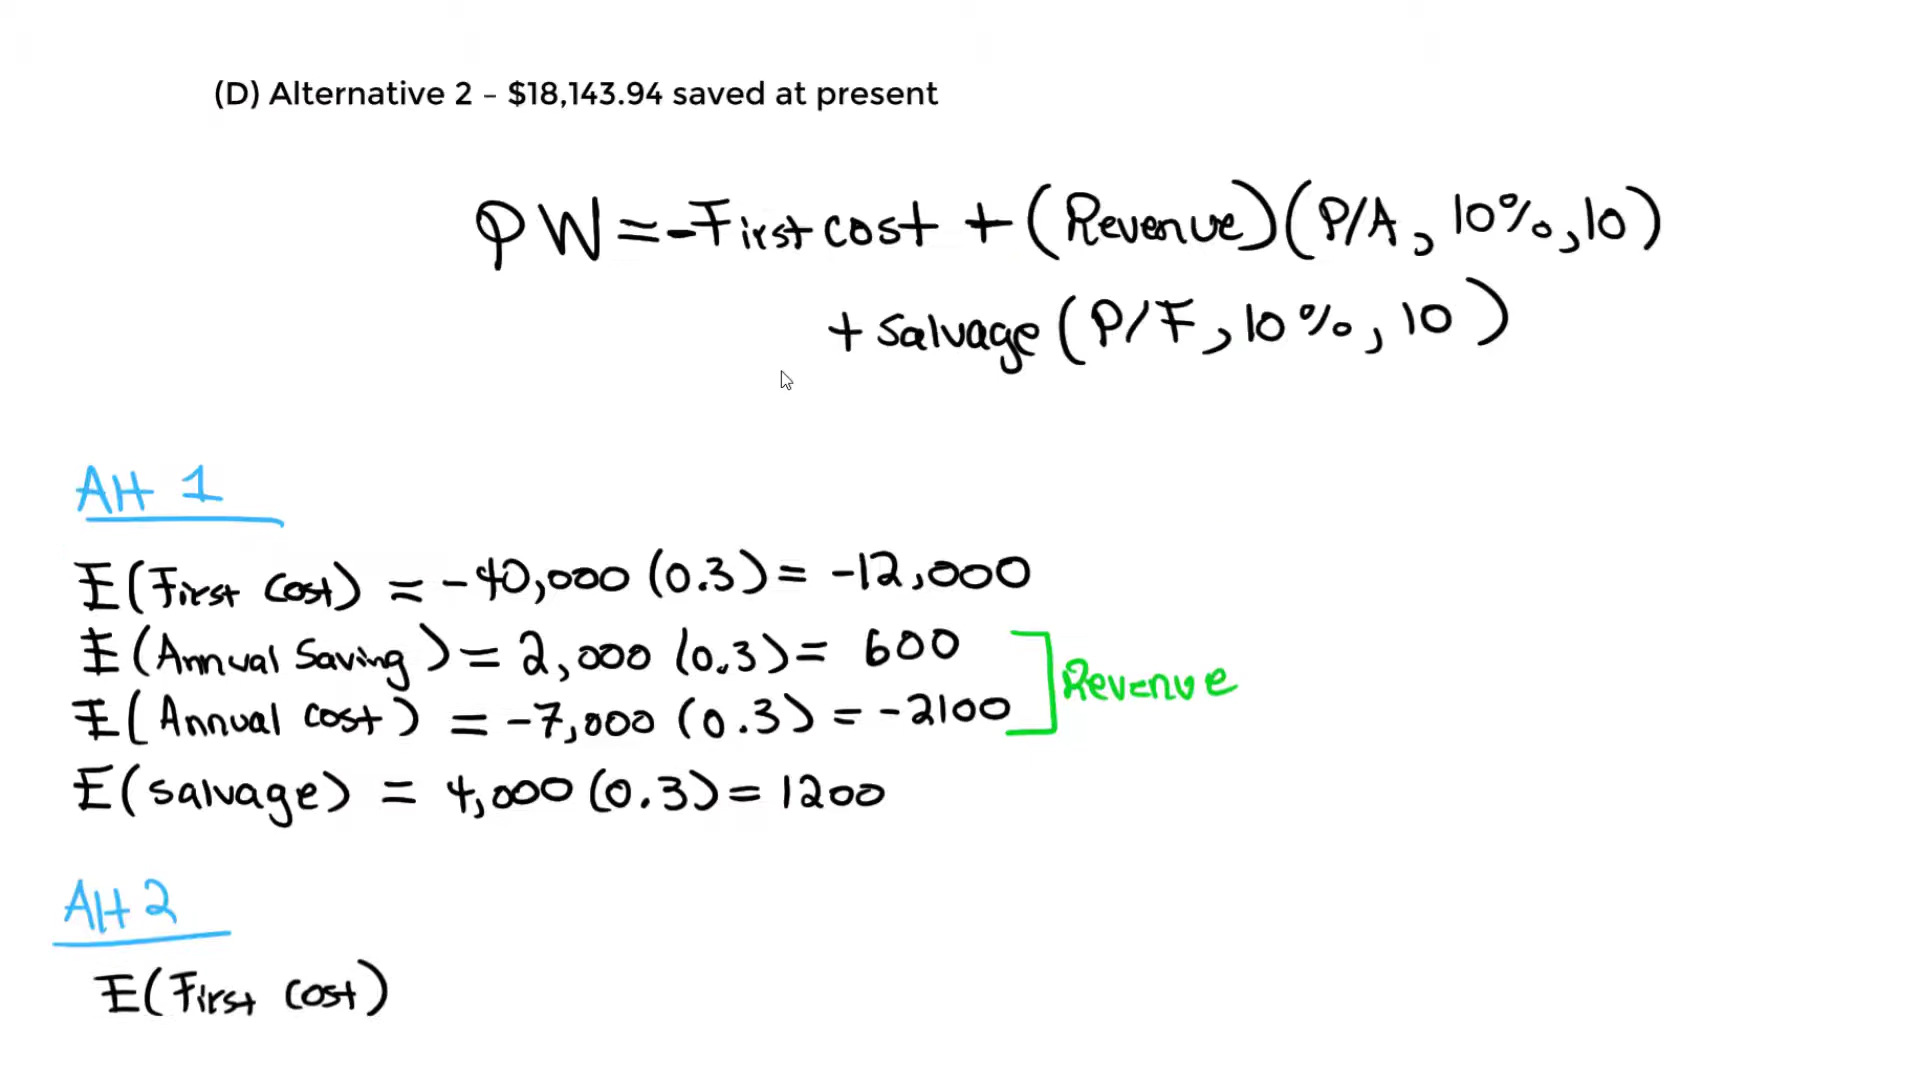 (D) Alternative 2 – $18,143.94 saved at present
PW = -First cost + (Revenue)(P/A, 10%, 10)
+ Salvage (P/F, 10%, 10)
Alt 1
E(First Cost) = -40,000 (0.3) = -12,000
E(Annual Saving) = 2,000 (0.3) = 600
E(Annual cost) = -7,000 (0.3) = -2100
Revenue
E(salvage) = 4,000 (0.3) = 1200
Alt 2
E(First Cost)